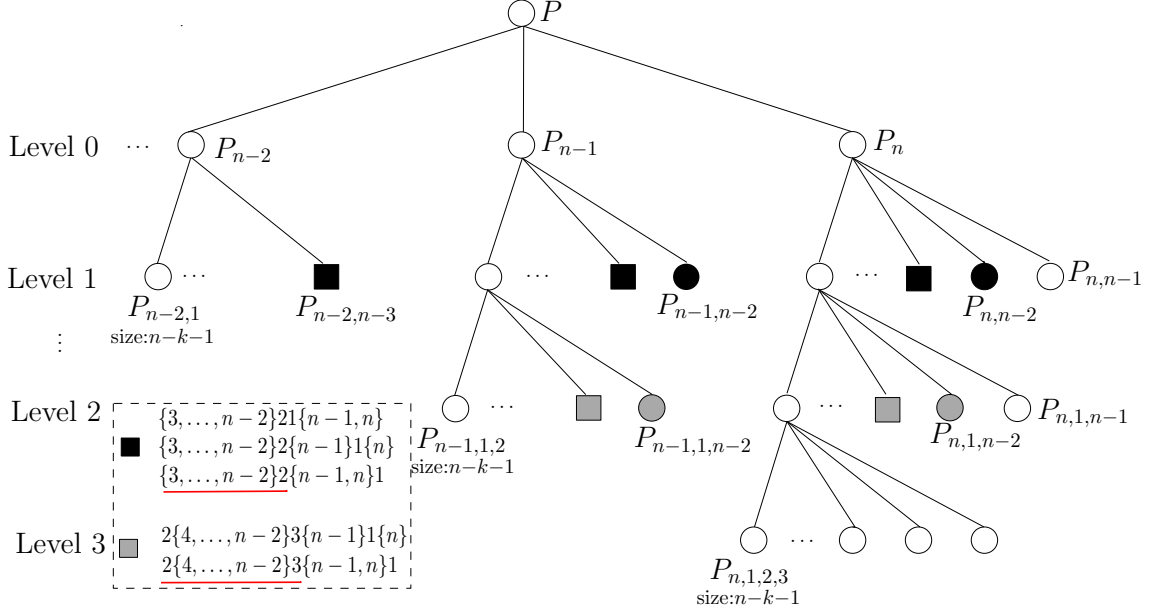 P
Level 0 ··· P_{n−2} P_{n−1} P_n
Level 1 ··· ··· ··· P_{n,n−1}
P_{n−2,1} P_{n−2,n−3} P_{n−1,n−2} P_{n,n−2}
size:n−k−1
⋮
Level 2 ··· ··· P_{n,1,n−1}
P_{n−1,1,2} P_{n−1,1,n−2} P_{n,1,n−2}
size:n−k−1
{3, . . . , n − 2}21{n − 1, n}
{3, . . . , n − 2}2{n − 1}1{n}
{3, . . . , n − 2}2{n − 1, n}1
Level 3 ···
2{4, . . . , n − 2}3{n − 1}1{n}
2{4, . . . , n − 2}3{n − 1, n}1
P_{n,1,2,3}
size:n−k−1